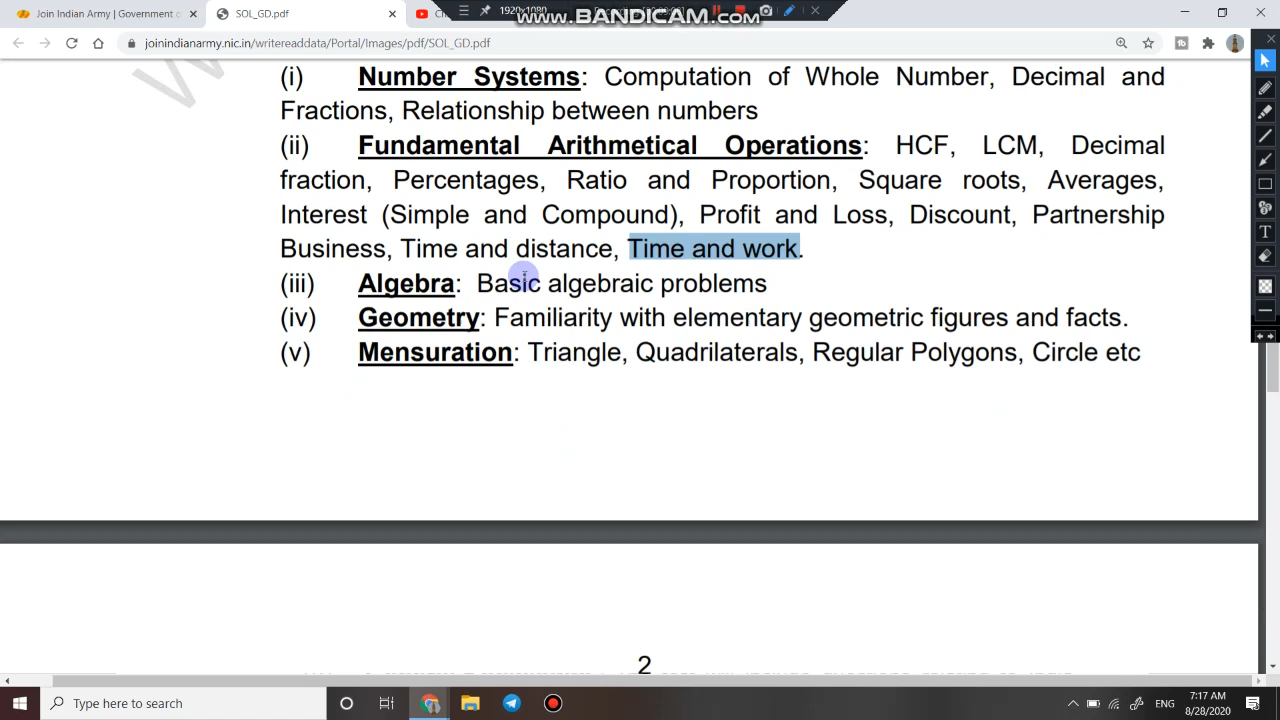 Join Indian Army | Government o
SOL_GD.pdf
1920x1080
www.BANDICAM.com
joinindianarmy.nic.in/writereaddata/Portal/Images/pdf/SOL_GD.pdf
(i) Number Systems: Computation of Whole Number, Decimal and
Fractions, Relationship between numbers
(ii) Fundamental Arithmetical Operations: HCF, LCM, Decimal
fraction, Percentages, Ratio and Proportion, Square roots, Averages,
Interest (Simple and Compound), Profit and Loss, Discount, Partnership
Business, Time and distance, Time and work.
(iii) Algebra: Basic algebraic problems
(iv) Geometry: Familiarity with elementary geometric figures and facts.
(v) Mensuration: Triangle, Quadrilaterals, Regular Polygons, Circle etc
2
Type here to search
ENG
7:17 AM
8/28/2020